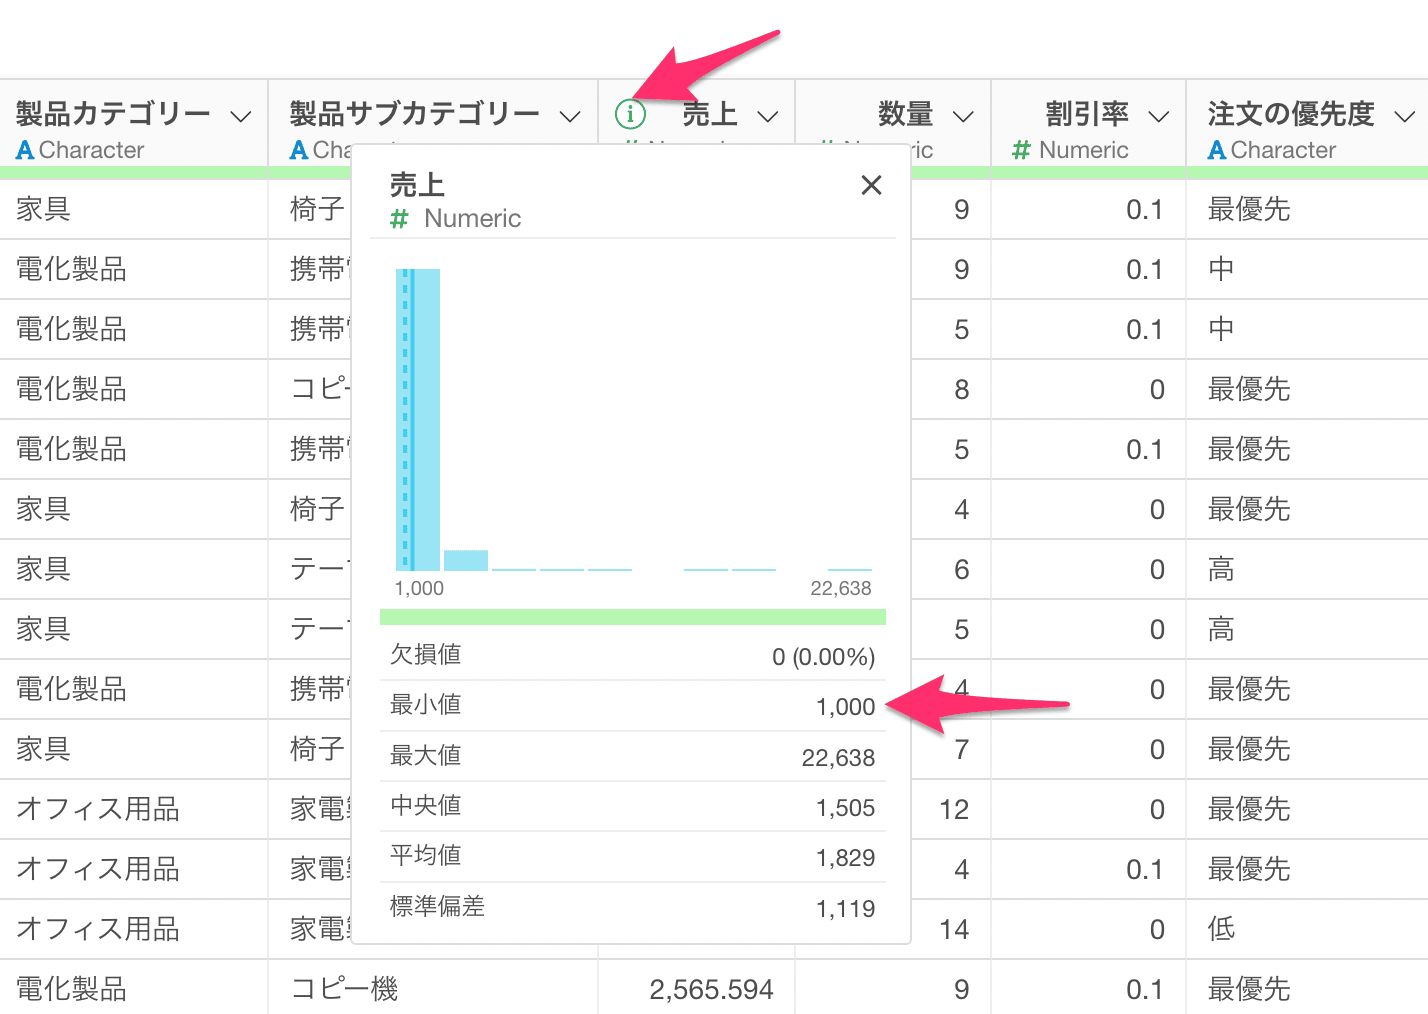 製品カテゴリー 製品サブカテゴリー i 売上 数量 割引率 注文の優先度
A Character A Cha # Numeric A Character
売上
# Numeric
1,000 22,638
欠損値 0 (0.00%)
最小値 1,000
最大値 22,638
中央値 1,505
平均値 1,829
標準偏差 1,119
家具 椅子 9 0.1 最優先
電化製品 携帯 9 0.1 中
電化製品 携帯 5 0.1 中
電化製品 コピー 8 0 最優先
電化製品 携帯 5 0.1 最優先
家具 椅子 4 0 最優先
家具 テー 6 0 高
家具 テー 5 0 高
電化製品 携帯 4 0 最優先
家具 椅子 7 0 最優先
オフィス用品 家電 12 0 最優先
オフィス用品 家電 4 0.1 最優先
オフィス用品 家電 14 0 低
電化製品 コピー機 2,565.594 9 0.1 最優先